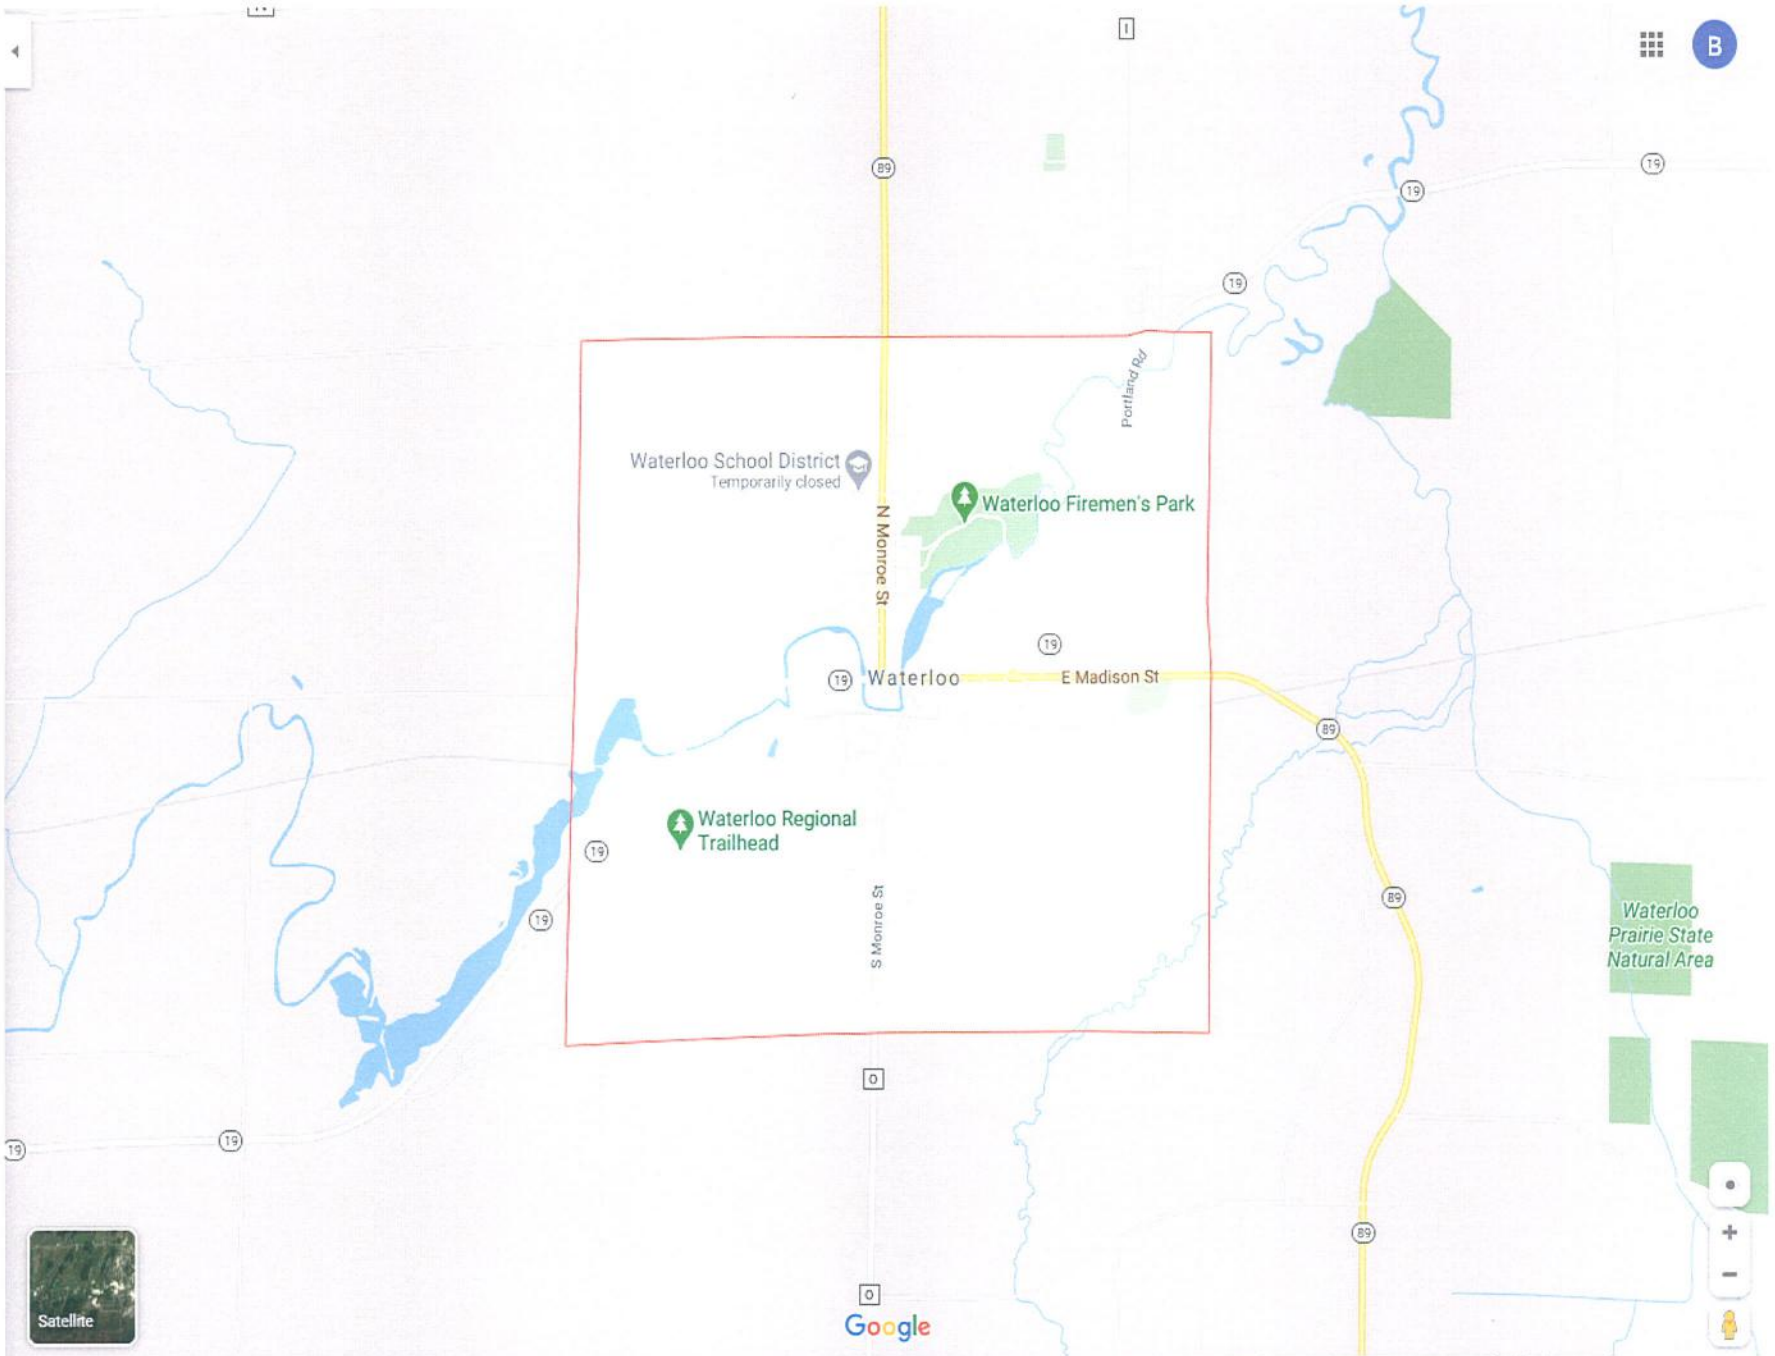 I
B
89
19
19
19
Portland Rd
Waterloo School District
Temporarily closed
Waterloo Firemen's Park
N Monroe St
19
19
Waterloo
E Madison St
89
Waterloo Regional
Trailhead
19
89
19
S Monroe St
Waterloo
Prairie State
Natural Area
O
19
19
89
O
Satellite
Google